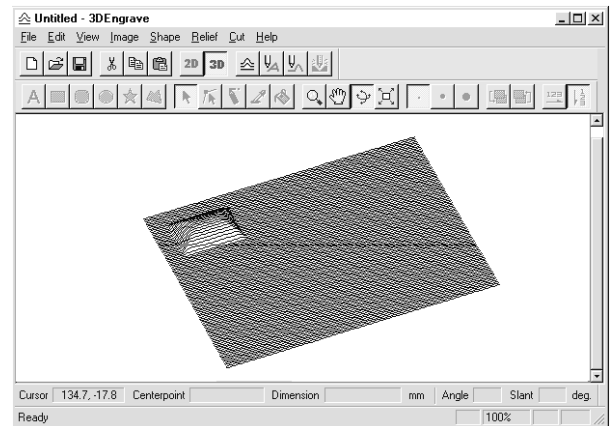 Untitled - 3DEngrave
File Edit View Image Shape Relief Cut Help
2D 3D
A 123
Cursor 134.7, -17.8 Centerpoint Dimension mm Angle Slant deg.
Ready 100%